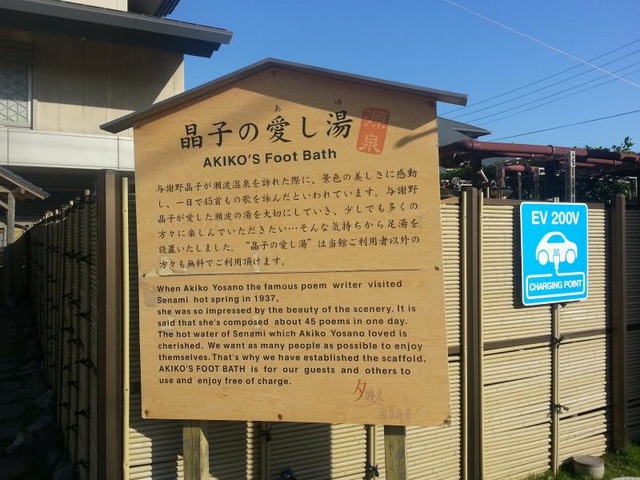 あ ゆ
晶子の愛し湯 源泉
AKIKO'S Foot Bath
与謝野晶子が瀬波温泉を訪れた際に、景色の美しさに感動
し、一日で45首もの歌を詠んだといわれています。与謝野
晶子が愛した瀬波の湯を大切にしていき、少しでも多くの
方々に楽しんでいただきたい…そんな気持ちから足湯を
設置いたしました。“晶子の愛し湯”は当館ご利用者以外の
方々も無料でご利用頂けます。
When Akiko Yosano the famous poem writer visited
Senami hot spring in 1937,
she was so impressed by the beauty of the scenery. It is
said that she's composed about 45 poems in one day.
The hot water of Senami which Akiko Yosano loved is
cherished. We want as many people as possible to enjoy
themselves. That's why we have established the scaffold.
AKIKO'S FOOT BATH is for our guests and others to
use and enjoy free of charge.
夕映え
EV 200V
CHARGING POINT